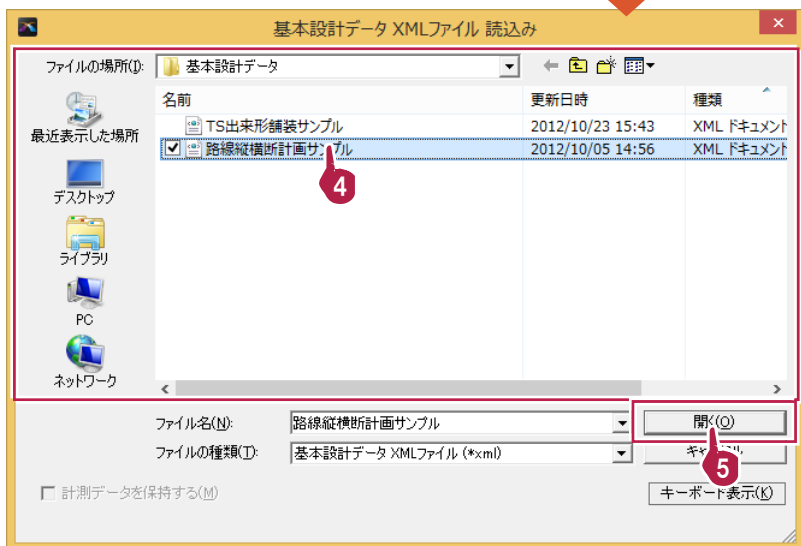 基本設計データ XMLファイル 読込み
ファイルの場所(I): 基本設計データ
名前 更新日時 種類
TS出来形舗装サンプル 2012/10/23 15:43 XML ドキュメント
路線縦横断計画サンプル 2012/10/05 14:56 XML ドキュメント
4
最近表示した場所
デスクトップ
ライブラリ
PC
ネットワーク
ファイル名(N): 路線縦横断計画サンプル 開く(O)
ファイルの種類(T): 基本設計データ XMLファイル (*xml) キャンセル
5
計測データを保持する(M) キーボード表示(K)